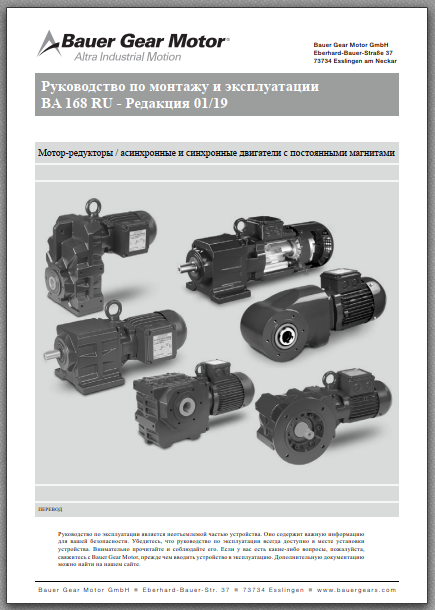 Bauer Gear Motor®
Altra Industrial Motion
Bauer Gear Motor GmbH
Eberhard-Bauer-Straße 37
73734 Esslingen am Neckar
Руководство по монтажу и эксплуатации
BA 168 RU - Редакция 01/19
Мотор-редукторы / асинхронные и синхронные двигатели с постоянными магнитами
ПЕРЕВОД
Руководство по эксплуатации является неотъемлемой частью устройства. Оно содержит важную информацию
для вашей безопасности. Убедитесь, что руководство по эксплуатации всегда доступно в месте установки
устройства. Внимательно прочитайте и соблюдайте его. Если у вас есть какие-либо вопросы, пожалуйста,
свяжитесь с Bauer Gear Motor, прежде чем вводить устройство в эксплуатацию. Дополнительную документацию
можно найти на нашем сайте.
Bauer Gear Motor GmbH ■ Eberhard-Bauer-Str. 37 ■ 73734 Esslingen ■ www.bauergears.com